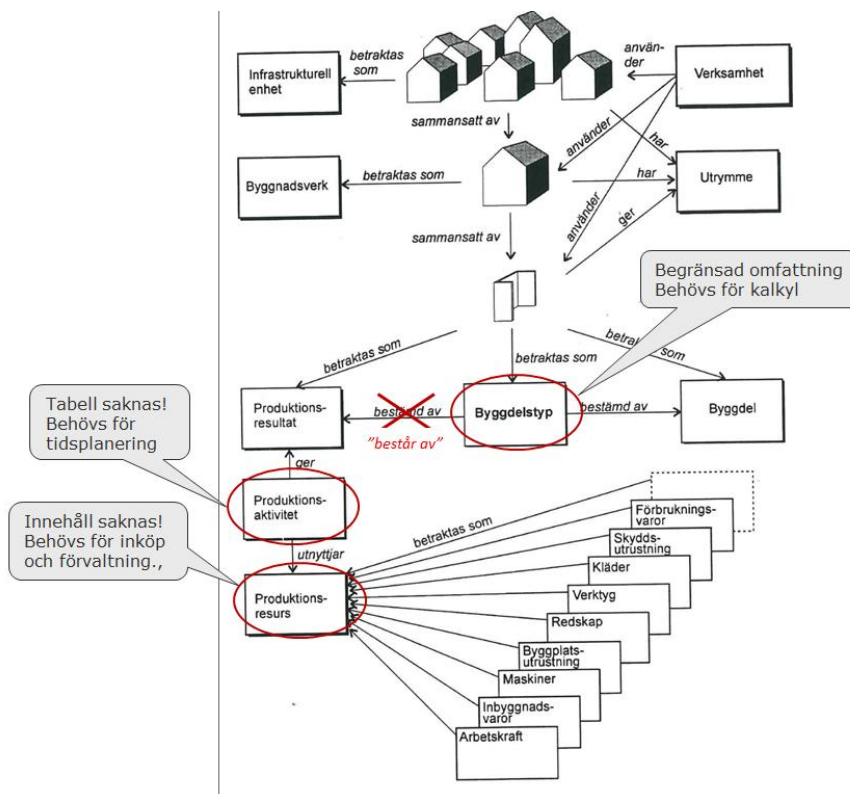 betraktas
som
Infrastrukturell
enhet
använ-
der
Verksamhet
sammansatt av
använder
har
Byggnadsverk
betraktas som
har
Utrymme
sammansatt av
använder
ger
Begränsad omfattning
Behövs för kalkyl
betraktas som
betraktas som
betrak
som
Tabell saknas!
Behövs för
tidsplanering
Produktions-
resultat
bestämd av
"består av"
Byggdelstyp
bestämd av
Byggdel
ger
Produktions-
aktivitet
Innehåll saknas!
Behövs för inköp
och förvaltning.,
utnyttjar
betraktas som
Produktions-
resurs
Förbruknings-
varor
Skydds-
utrustning
Kläder
Verktyg
Redskap
Byggplats-
utrustning
Maskiner
Inbyggnads-
varor
Arbetskraft